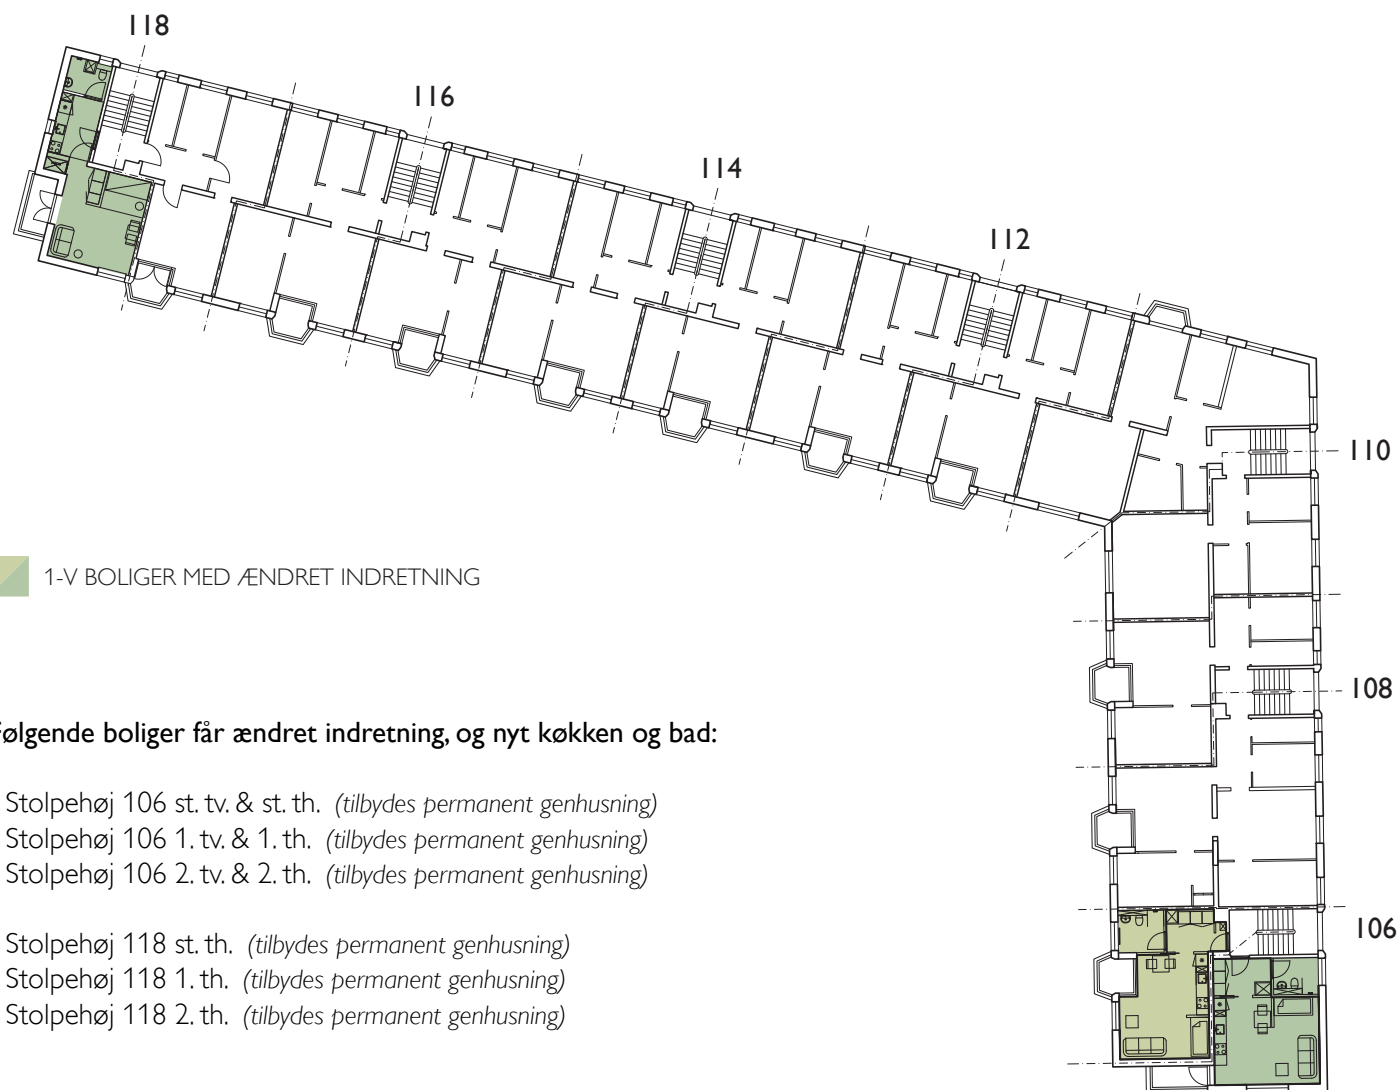 118
116
114
112
110
1-V BOLIGER MED ÆNDRET INDRETNING
108
Følgende boliger får ændret indretning, og nyt køkken og bad:
Stolpehøj 106 st. tv. & st. th. (tilbydes permanent genhusning)
Stolpehøj 106 1. tv. & 1. th. (tilbydes permanent genhusning)
Stolpehøj 106 2. tv. & 2. th. (tilbydes permanent genhusning)
106
Stolpehøj 118 st. th. (tilbydes permanent genhusning)
Stolpehøj 118 1. th. (tilbydes permanent genhusning)
Stolpehøj 118 2. th. (tilbydes permanent genhusning)